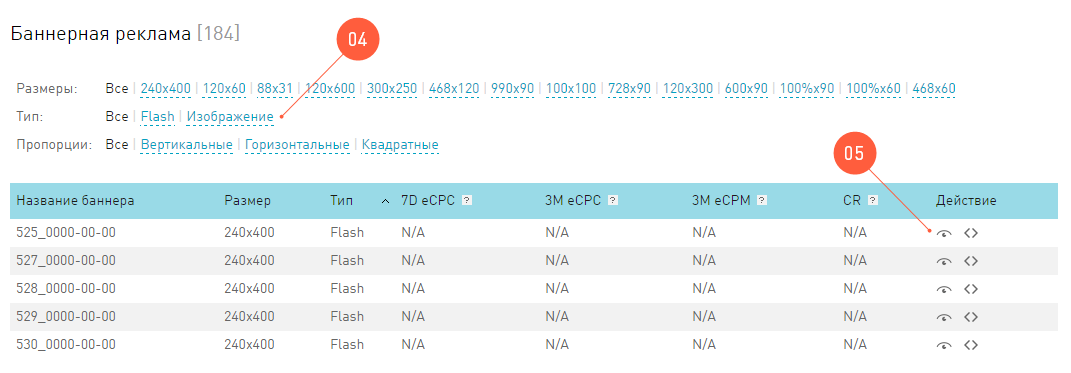 Баннерная реклама [184]
04
Размеры: Все | 240x400 | 120x60 | 88x31 | 120x600 | 300x250 | 468x120 | 990x90 | 100x100 | 728x90 | 120x300 | 600x90 | 100%x90 | 100%x60 | 468x60
Тип: Все | Flash | Изображение
Пропорции: Все | Вертикальные | Горизонтальные | Квадратные
05
Название баннера Размер Тип 7D eCPC ? 3M eCPC ? 3M eCPM ? CR ? Действие
525_0000-00-00 240x400 Flash N/A N/A N/A N/A
527_0000-00-00 240x400 Flash N/A N/A N/A N/A
528_0000-00-00 240x400 Flash N/A N/A N/A N/A
529_0000-00-00 240x400 Flash N/A N/A N/A N/A
530_0000-00-00 240x400 Flash N/A N/A N/A N/A